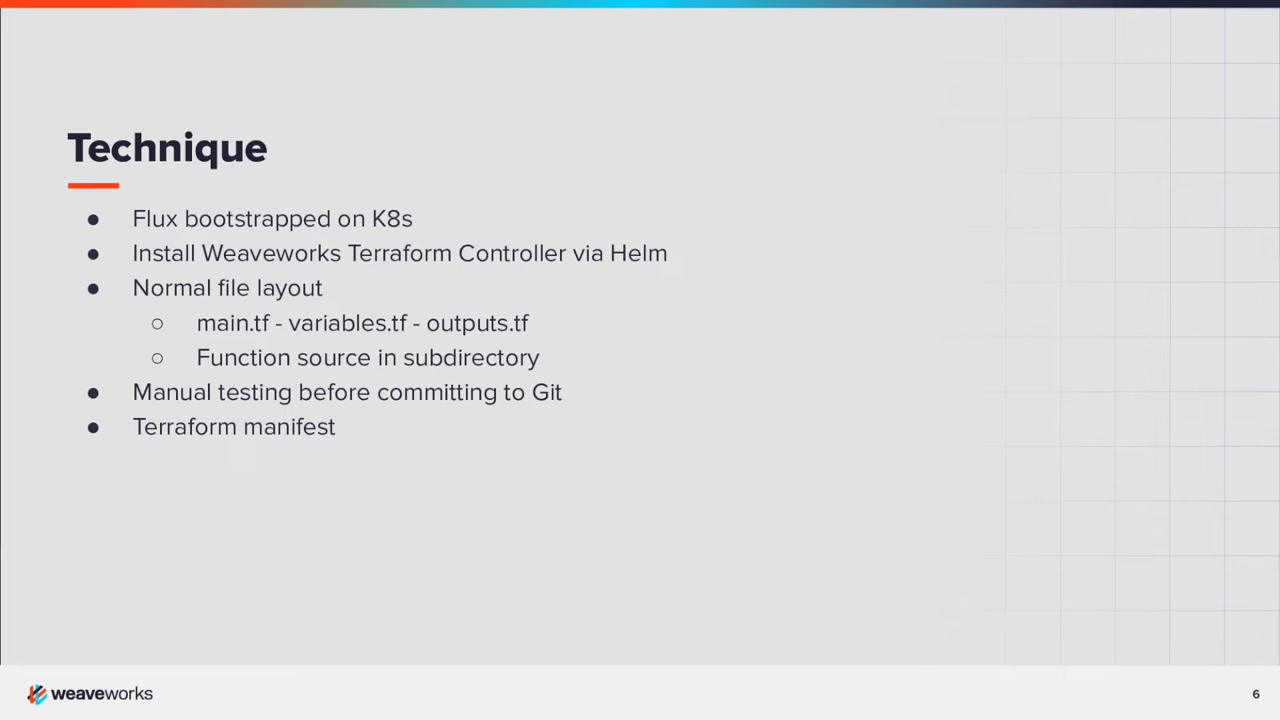 Technique
● Flux bootstrapped on K8s
● Install Weaveworks Terraform Controller via Helm
● Normal file layout
○ main.tf - variables.tf - outputs.tf
○ Function source in subdirectory
● Manual testing before committing to Git
● Terraform manifest
weaveworks
6